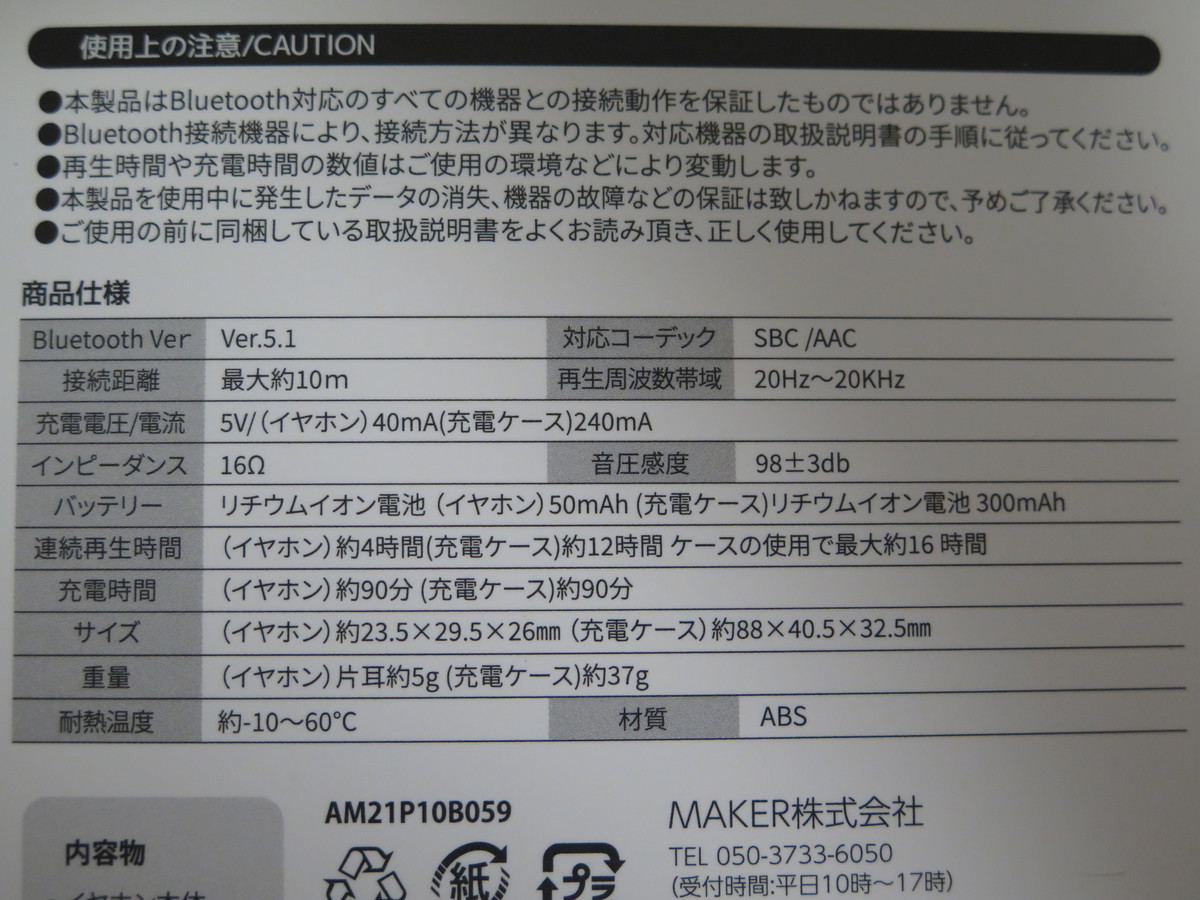 使用上の注意/CAUTION
●本製品はBluetooth対応のすべての機器との接続動作を保証したものではありません。
●Bluetooth接続機器により、接続方法が異なります。対応機器の取扱説明書の手順に従ってください。
●再生時間や充電時間の数値はご使用の環境などにより変動します。
●本製品を使用中に発生したデータの消失、機器の故障などの保証は致しかねますので、予めご了承ください。
●ご使用の前に同梱している取扱説明書をよくお読み頂き、正しく使用してください。
商品仕様
Bluetooth Ver Ver.5.1 対応コーデック SBC /AAC
接続距離 最大約10m 再生周波数帯域 20Hz～20KHz
充電電圧/電流 5V/（イヤホン）40mA(充電ケース)240mA
インピーダンス 16Ω 音圧感度 98±3db
バッテリー リチウムイオン電池（イヤホン）50mAh (充電ケース)リチウムイオン電池 300mAh
連続再生時間 （イヤホン）約4時間(充電ケース)約12時間 ケースの使用で最大約16 時間
充電時間 （イヤホン）約90分 (充電ケース)約90分
サイズ （イヤホン）約23.5×29.5×26㎜（充電ケース）約88×40.5×32.5㎜
重量 （イヤホン）片耳約5g (充電ケース)約37g
耐熱温度 約-10～60℃ 材質 ABS
内容物
AM21P10B059
紙 プラ
MAKER株式会社
TEL 050-3733-6050
(受付時間:平日10時～17時)